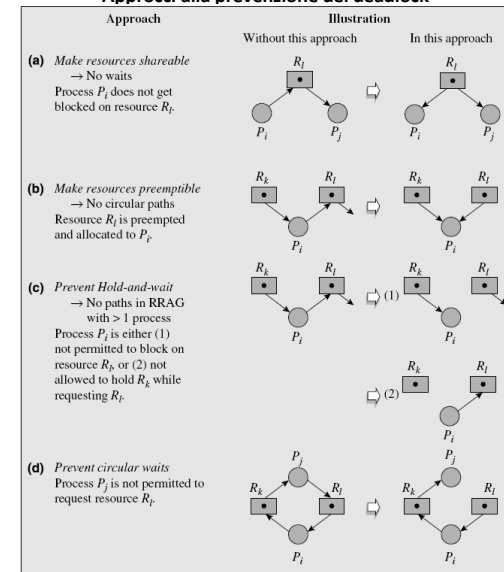 Approcci alla prevenzione dei deadlock
Approach
Illustration
Without this approach
In this approach
(a) Make resources shareable
→ No waits
Process Pi does not get
blocked on resource Rl.
Rl
Pi
Pj
Rl
Pi
Pj
(b) Make resources preemptible
→ No circular paths
Resource Rl is preempted
and allocated to Pi.
Rk
Rl
Pi
Rk
Rl
Pi
(c) Prevent Hold-and-wait
→ No paths in RRAG
with > 1 process
Process Pi is either (1)
not permitted to block on
resource Rl, or (2) not
allowed to hold Rk while
requesting Rl.
Rk
Rl
Pi
(1)
Rk
Rl
Pi
(2)
Rk
Rl
Pi
(d) Prevent circular waits
Process Pj is not permitted to
request resource Rl.
Pj
Rk
Rl
Pi
Pj
Rk
Rl
Pi